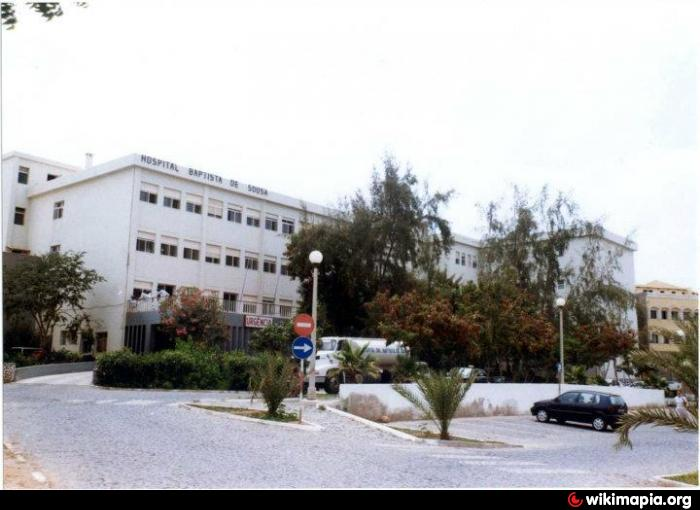 HOSPITAL BAPTISTA DE SOUSA
URGÊNCIA
wikimapia.org